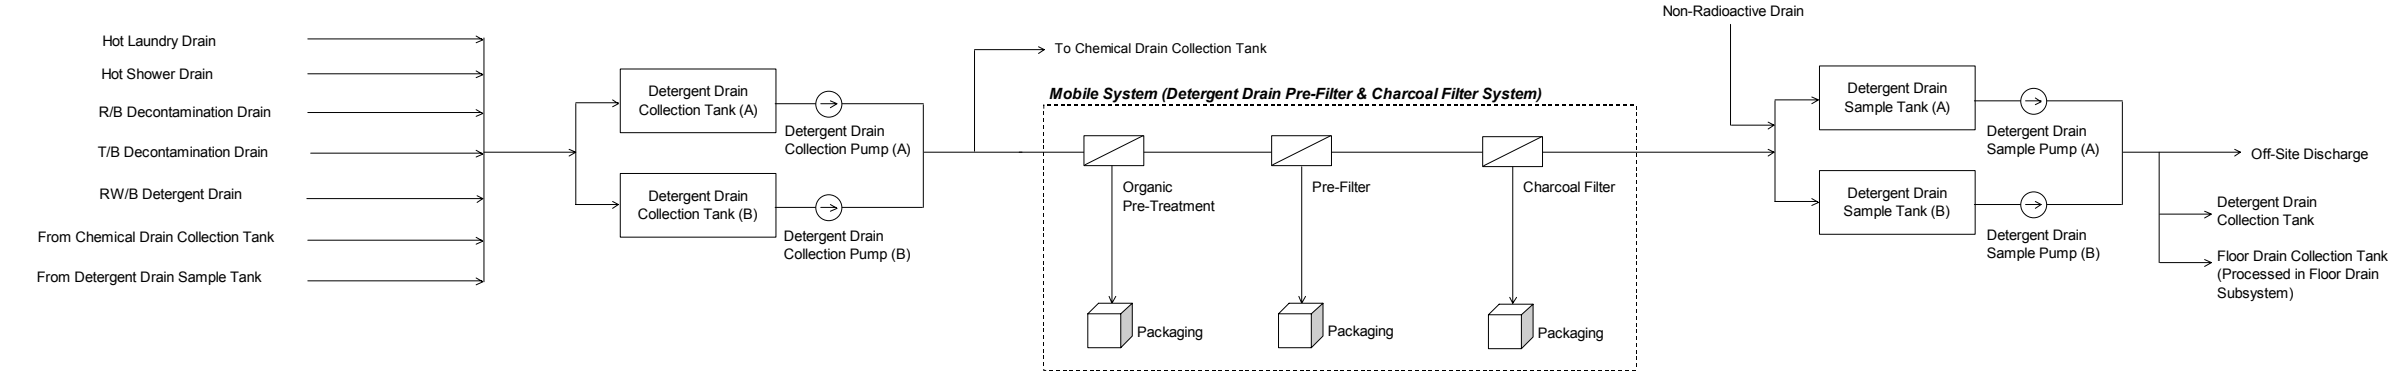 Non-Radioactive Drain
Hot Laundry Drain
Hot Shower Drain
R/B Decontamination Drain
T/B Decontamination Drain
RW/B Detergent Drain
From Chemical Drain Collection Tank
From Detergent Drain Sample Tank
Detergent Drain
Collection Tank (A)
Detergent Drain
Collection Pump (A)
Detergent Drain
Collection Tank (B)
Detergent Drain
Collection Pump (B)
To Chemical Drain Collection Tank
Mobile System (Detergent Drain Pre-Filter & Charcoal Filter System)
Organic
Pre-Treatment
Pre-Filter
Charcoal Filter
Packaging
Packaging
Packaging
Detergent Drain
Sample Tank (A)
Detergent Drain
Sample Pump (A)
Detergent Drain
Sample Tank (B)
Detergent Drain
Sample Pump (B)
Off-Site Discharge
Detergent Drain
Collection Tank
Floor Drain Collection Tank
(Processed in Floor Drain
Subsystem)